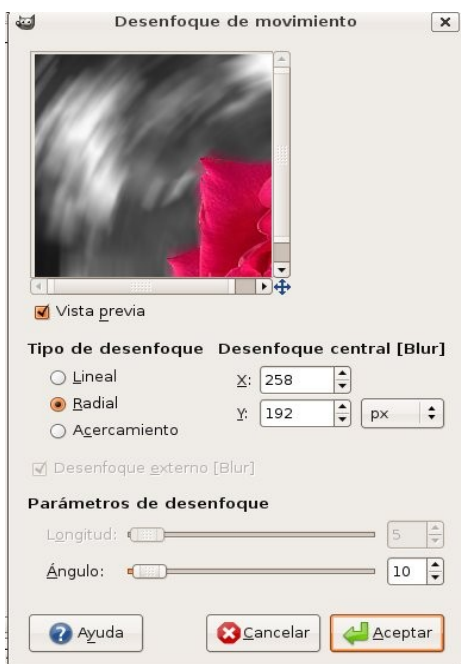 Desenfoque de movimiento
Vista previa
Tipo de desenfoque Desenfoque central [Blur]
Lineal X: 258
Radial Y: 192 px
Acercamiento
Desenfoque externo [Blur]
Parámetros de desenfoque
Longitud: 5
Ángulo: 10
Ayuda Cancelar Aceptar